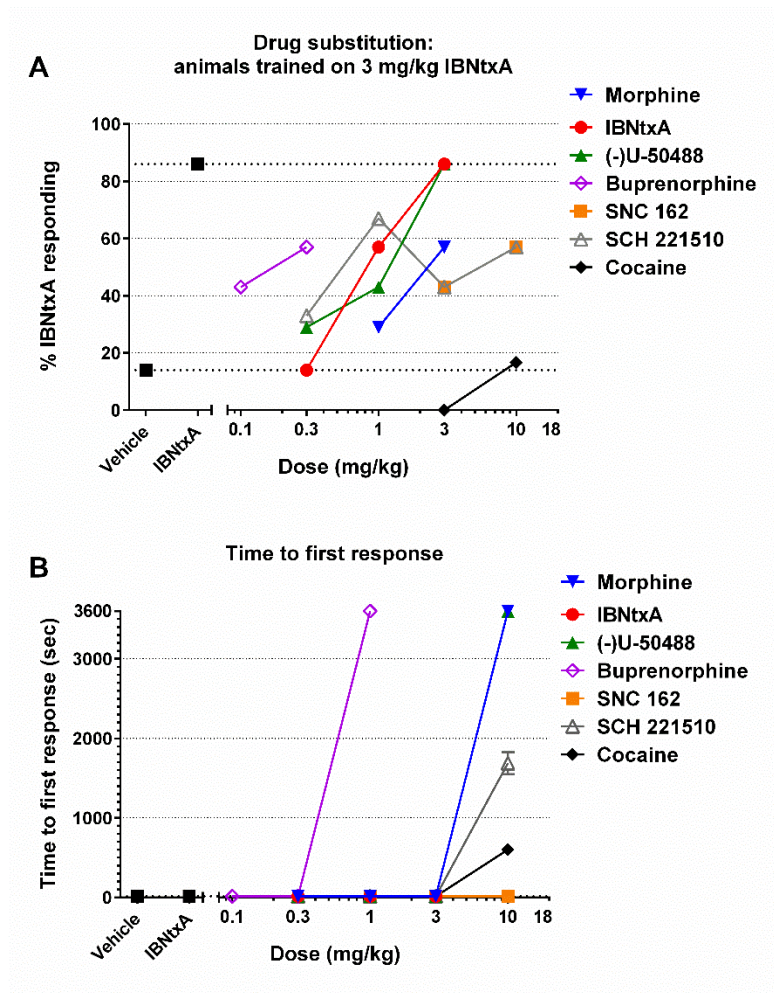 A
Drug substitution:
animals trained on 3 mg/kg IBNtxA
% IBNtxA responding
100
80
60
40
20
0
Vehicle
IBNtxA
0.1
0.3
1
3
10
18
Dose (mg/kg)
Morphine
IBNtxA
(-)U-50488
Buprenorphine
SNC 162
SCH 221510
Cocaine
B
Time to first response
Time to first response (sec)
3600
3000
2000
1000
0
Vehicle
IBNtxA
0.1
0.3
1
3
10
18
Dose (mg/kg)
Morphine
IBNtxA
(-)U-50488
Buprenorphine
SNC 162
SCH 221510
Cocaine